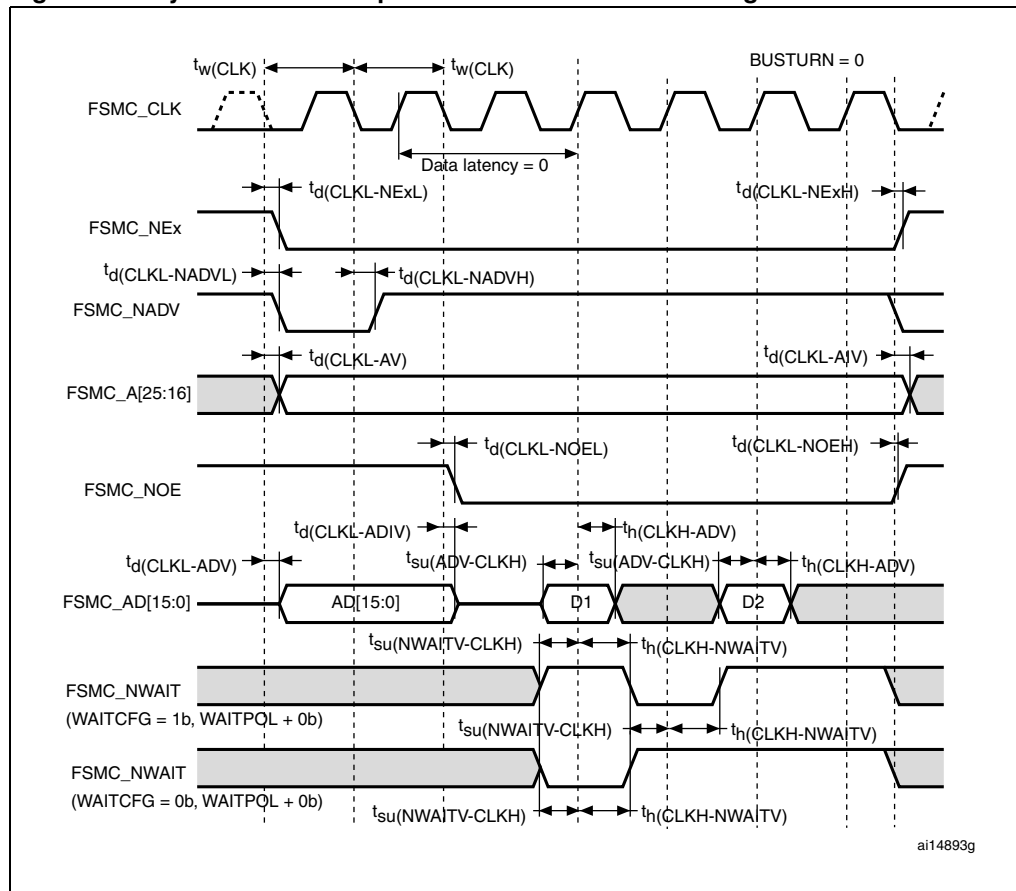 tw(CLK) tw(CLK) BUSTURN = 0
FSMC_CLK
Data latency = 0
td(CLKL-NExL) td(CLKL-NExH)
FSMC_NEx
td(CLKL-NADVL) td(CLKL-NADVH)
FSMC_NADV
td(CLKL-AV) td(CLKL-AIV)
FSMC_A[25:16]
td(CLKL-NOEL) td(CLKL-NOEH)
FSMC_NOE
td(CLKL-ADIV) th(CLKH-ADV)
td(CLKL-ADV) tsu(ADV-CLKH) tsu(ADV-CLKH) th(CLKH-ADV)
FSMC_AD[15:0] AD[15:0] D1 D2
tsu(NWAITV-CLKH) th(CLKH-NWAITV)
FSMC_NWAIT
(WAITCFG = 1b, WAITPOL + 0b)
tsu(NWAITV-CLKH) th(CLKH-NWAITV)
FSMC_NWAIT
(WAITCFG = 0b, WAITPOL + 0b)
tsu(NWAITV-CLKH) th(CLKH-NWAITV)
ai14893g